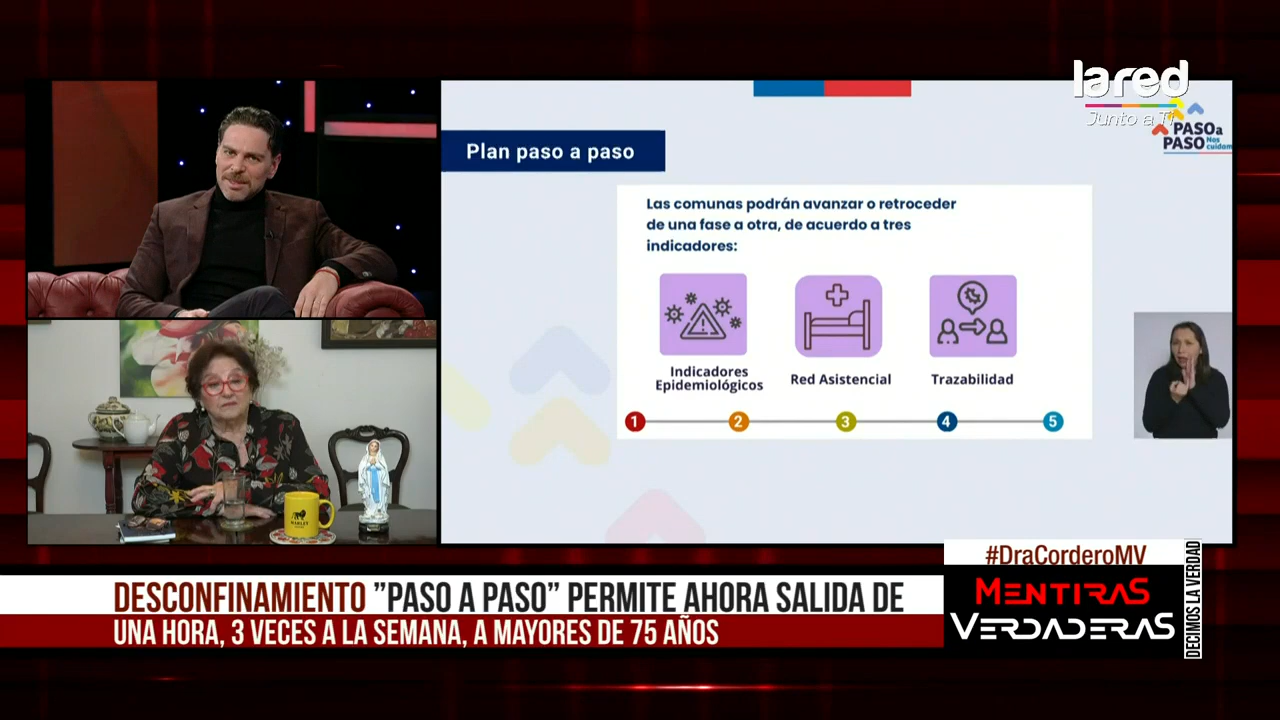 lared
Junto a Ti
PASO a
PASO Nos
cuidam
Plan paso a paso
Las comunas podrán avanzar o retroceder
de una fase a otra, de acuerdo a tres
indicadores:
Indicadores
Epidemiológicos
Red Asistencial
Trazabilidad
1 2 3 4 5
#DraCorderoMV
DESCONFINAMIENTO ”PASO A PASO” PERMITE AHORA SALIDA DE
UNA HORA, 3 VECES A LA SEMANA, A MAYORES DE 75 AÑOS
MENTIRAS
VERDADERAS
DECIMOS LA VERDAD